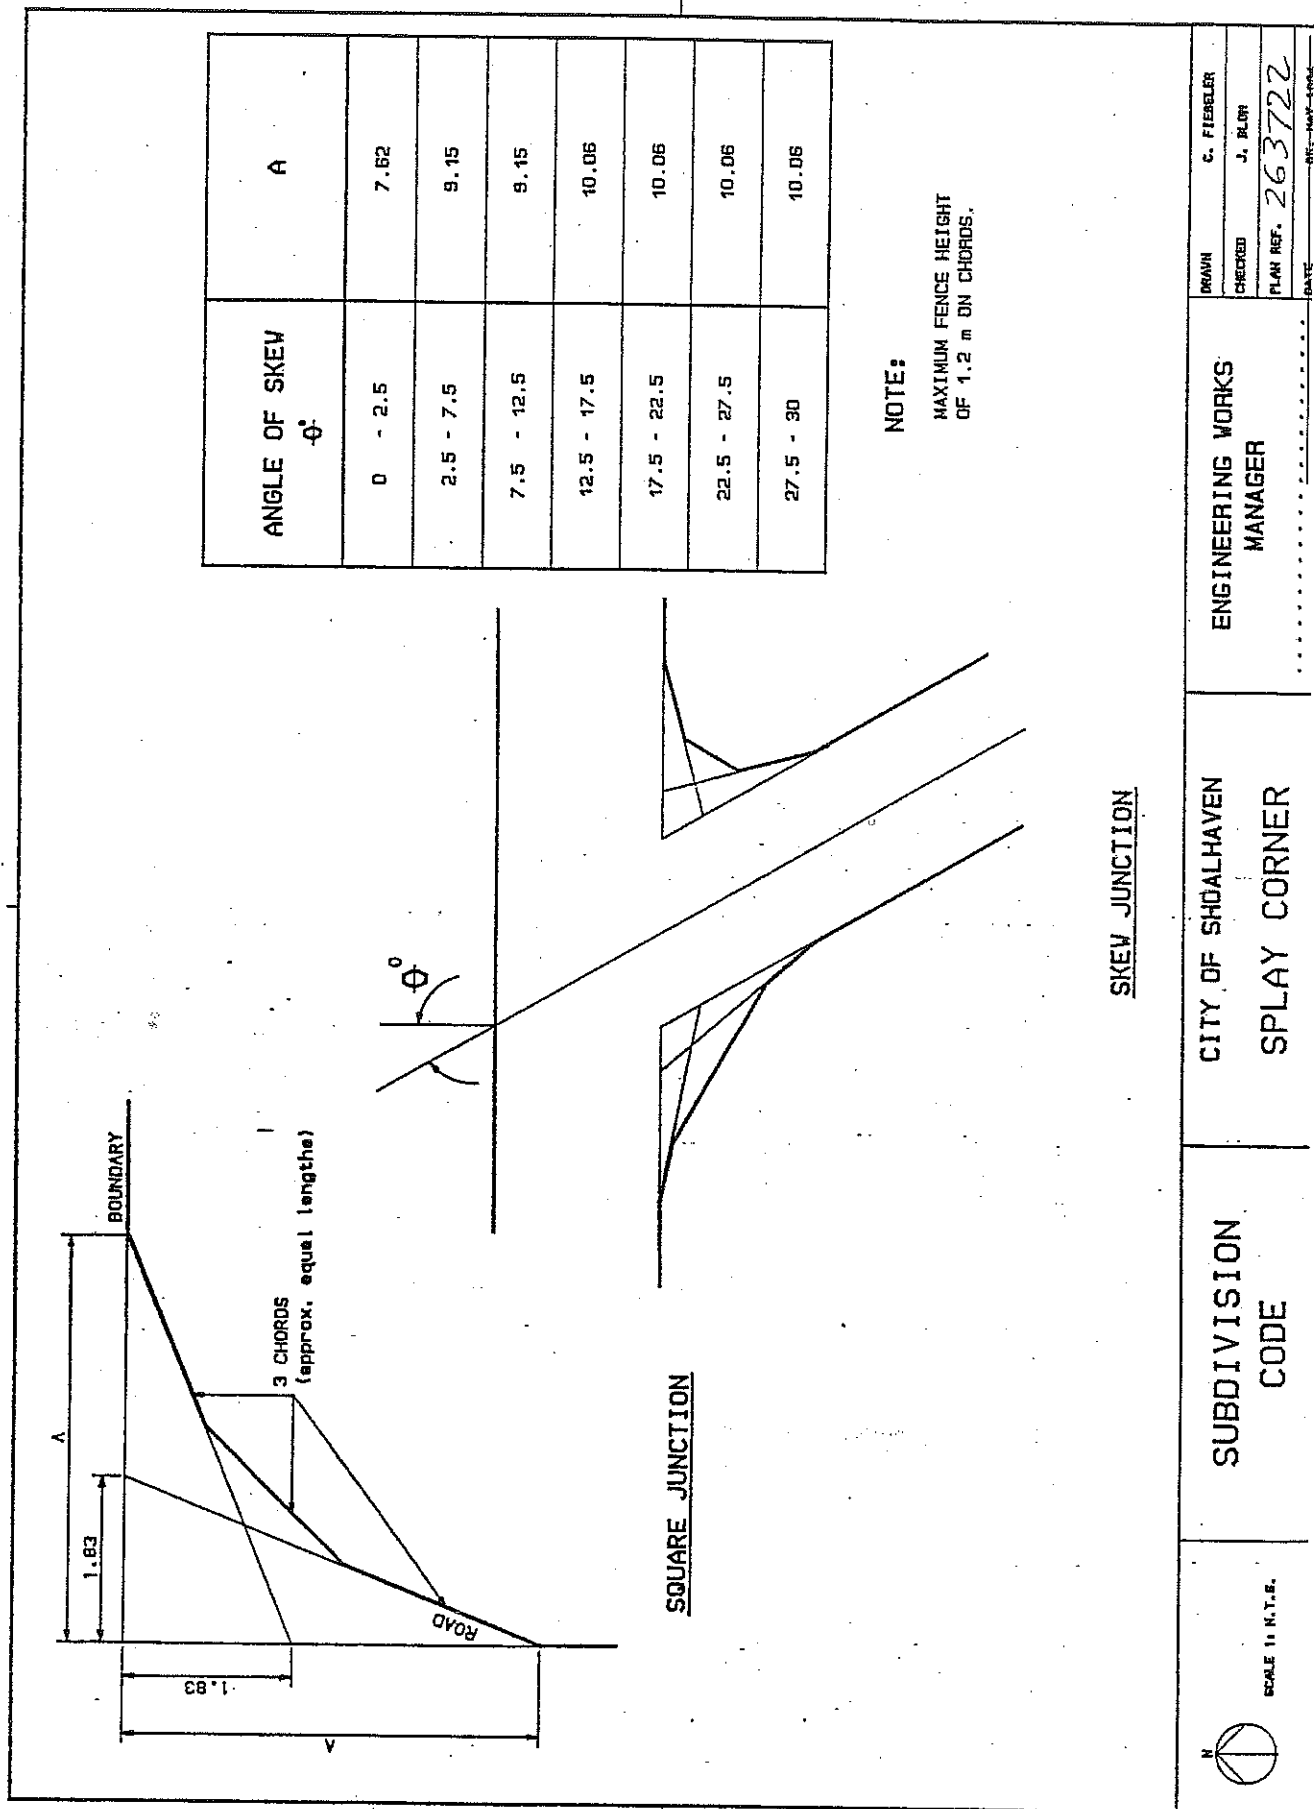 A
1.83
BOUNDARY
1.83
A
3 CHORDS
(approx. equal lengths)
ROAD
SQUARE JUNCTION
ϕ°
SKEW JUNCTION
ANGLE OF SKEW A
ϕ°
0 - 2.5 7.62
2.5 - 7.5 9.15
7.5 - 12.5 9.15
12.5 - 17.5 10.06
17.5 - 22.5 10.06
22.5 - 27.5 10.06
27.5 - 30 10.06
NOTE:
MAXIMUM FENCE HEIGHT
OF 1.2 m ON CHORDS.
N
SCALE 1: N.T.S.
SUBDIVISION
CODE
CITY OF SHOALHAVEN
SPLAY CORNER
ENGINEERING WORKS
MANAGER
DRAWN C. FIEBELER
CHECKED J. BLOM
PLAN REF. 263722
DATE